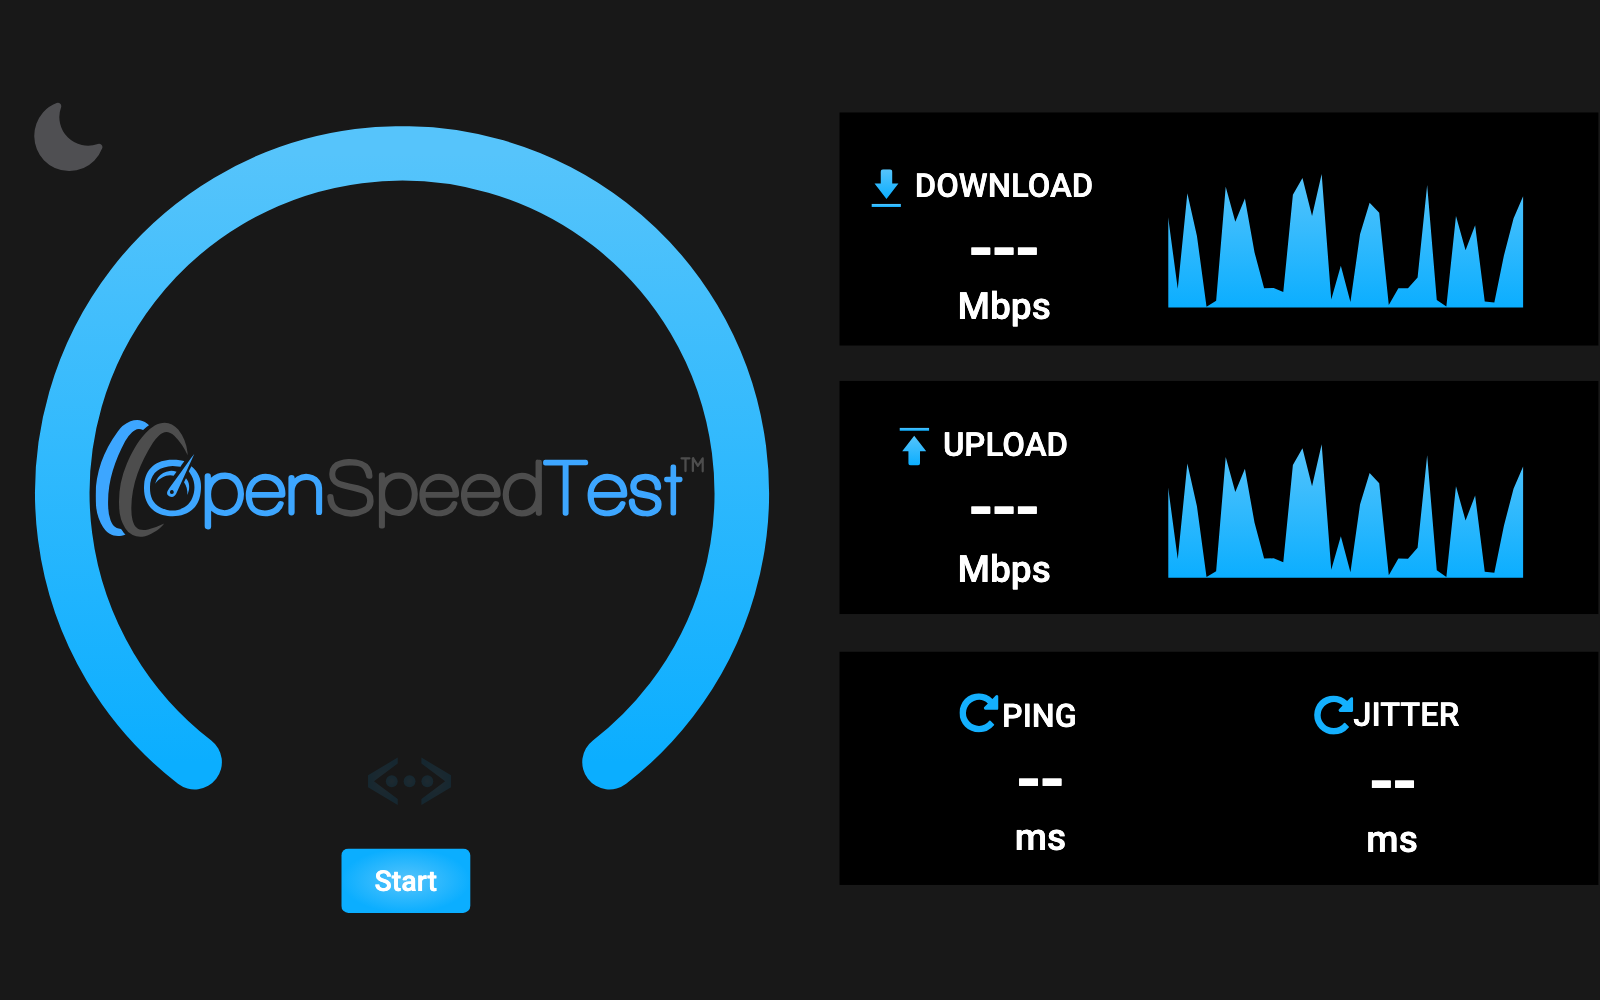 OpenSpeedTest™
Start
DOWNLOAD
---
Mbps
UPLOAD
---
Mbps
PING
--
ms
JITTER
--
ms